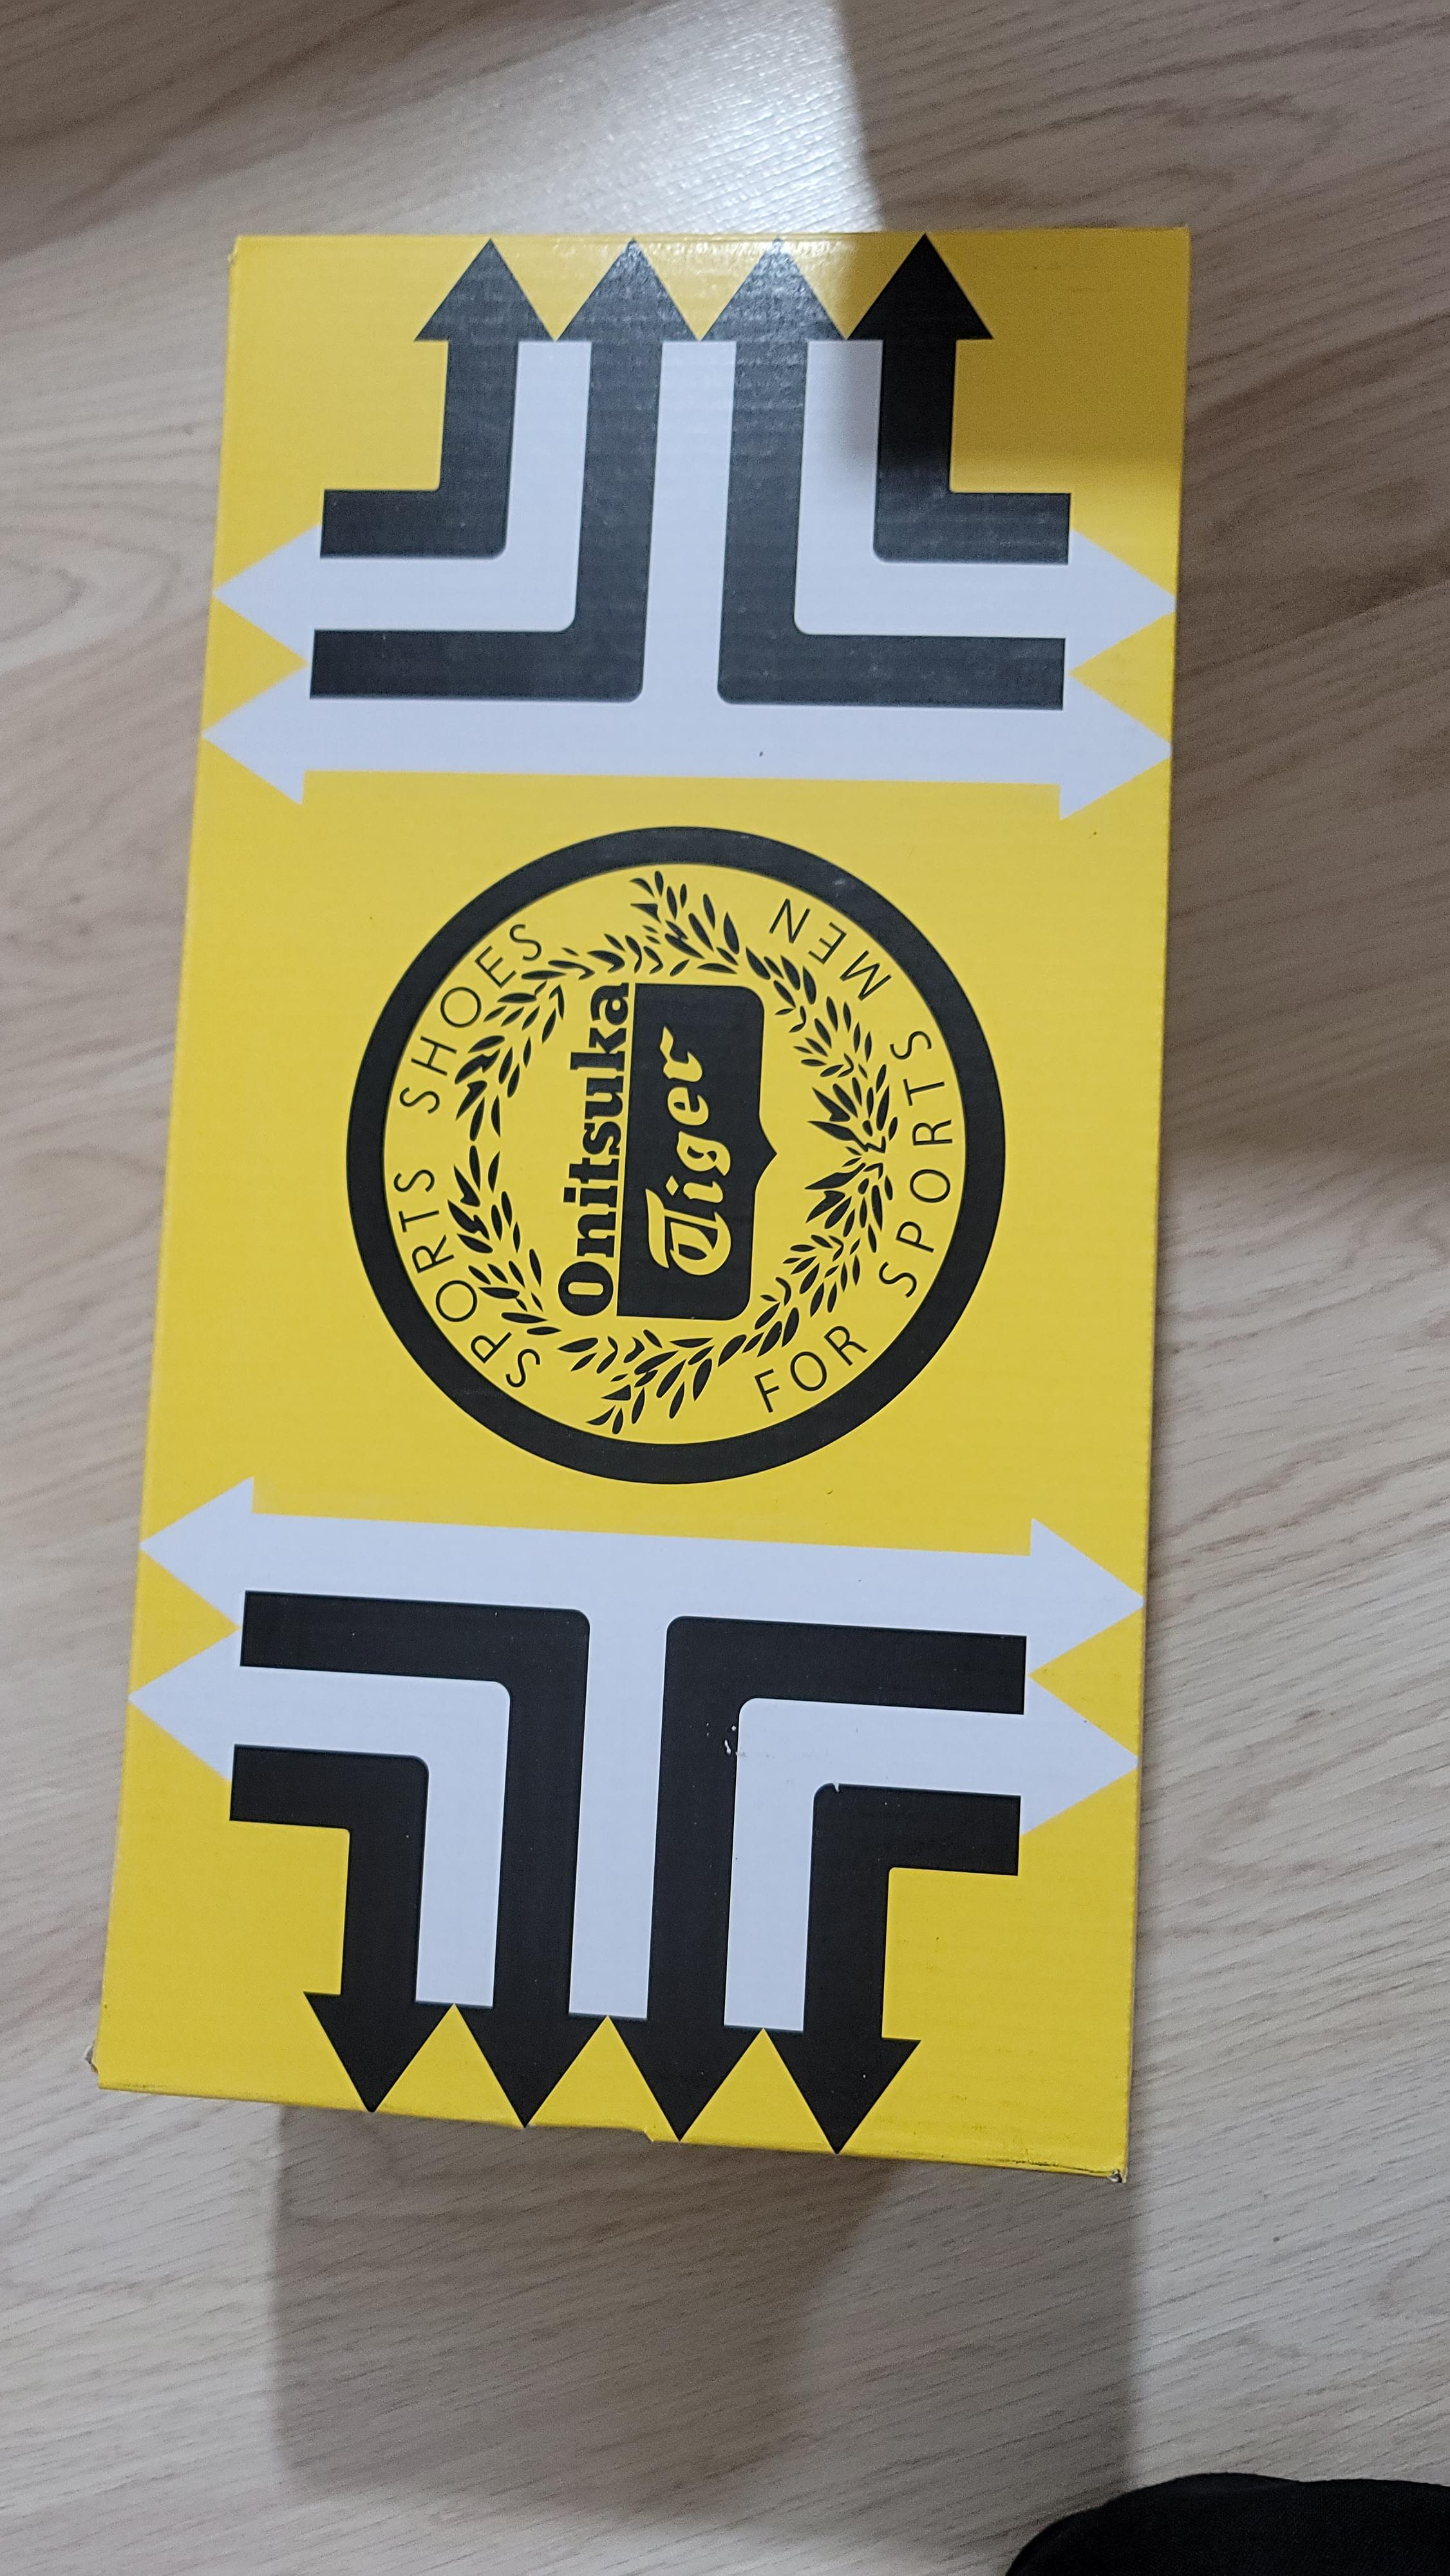 SPORTS SHOES
Onitsuka
Tiger
FOR SPORTS MEN